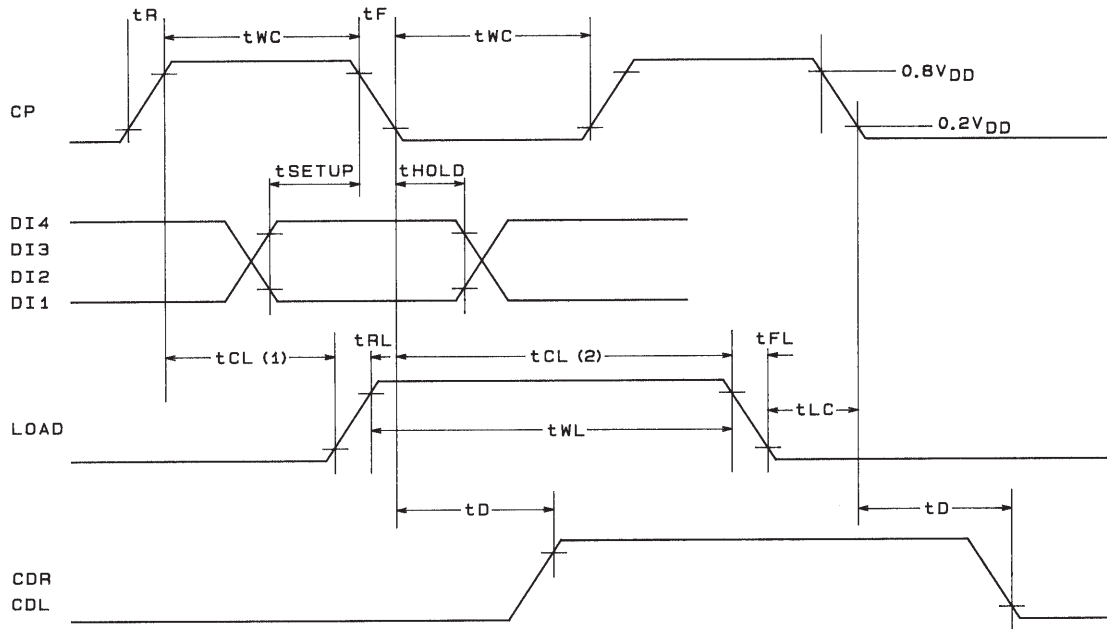 tR
tWC
tF
tWC
CP
0.8VDD
0.2VDD
tSETUP
tHOLD
DI4
DI3
DI2
DI1
tCL (1)
tRL
tCL (2)
tFL
LOAD
tWL
tLC
tD
tD
CDR
CDL